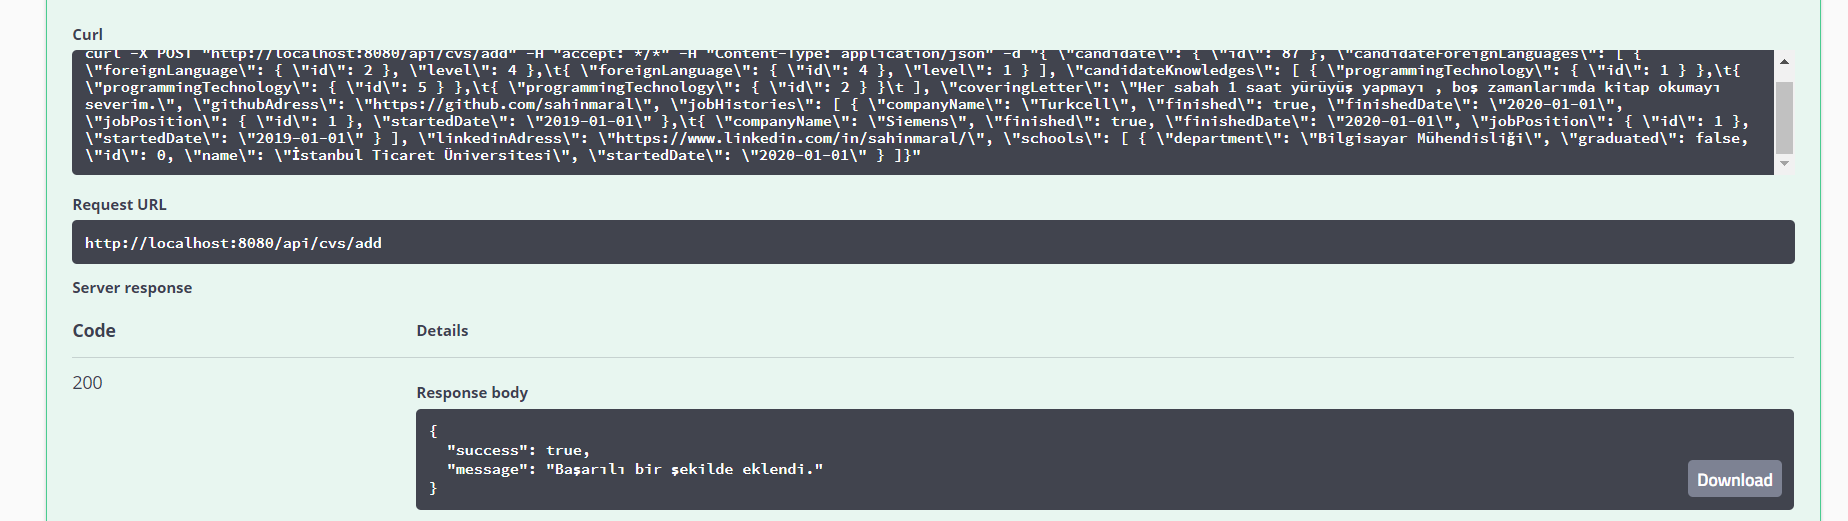 Curl
curl -X POST "http://localhost:8080/api/cvs/add" -H "accept: */*" -H "Content-Type: application/json" -d "{ \"candidate\": { \"id\": 87 }, \"candidateForeignLanguages\": [ {
\"foreignLanguage\": { \"id\": 2 }, \"level\": 4 },\t{ \"foreignLanguage\": { \"id\": 4 }, \"level\": 1 } ], \"candidateKnowledges\": [ { \"programmingTechnology\": { \"id\": 1 } },\t{
\"programmingTechnology\": { \"id\": 5 } },\t{ \"programmingTechnology\": { \"id\": 2 } }\t ], \"coveringLetter\": \"Her sabah 1 saat yürüyüş yapmayı , boş zamanlarımda kitap okumayı
severim.\", \"githubAdress\": \"https://github.com/sahinmaral\", \"jobHistories\": [ { \"companyName\": \"Turkcell\", \"finished\": true, \"finishedDate\": \"2020-01-01\",
\"jobPosition\": { \"id\": 1 }, \"startedDate\": \"2019-01-01\" },\t{ \"companyName\": \"Siemens\", \"finished\": true, \"finishedDate\": \"2020-01-01\", \"jobPosition\": { \"id\": 1 },
\"startedDate\": \"2019-01-01\" } ], \"linkedinAdress\": \"https://www.linkedin.com/in/sahinmaral/\", \"schools\": [ { \"department\": \"Bilgisayar Mühendisliği\", \"graduated\": false,
\"id\": 0, \"name\": \"İstanbul Ticaret Üniversitesi\", \"startedDate\": \"2020-01-01\" } ]}"
Request URL
http://localhost:8080/api/cvs/add
Server response
Code
Details
200
Response body
{
"success": true,
"message": "Başarılı bir şekilde eklendi."
}
Download